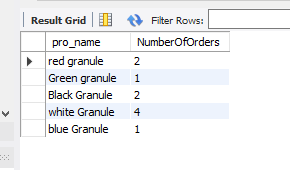 Result Grid Filter Rows:
pro_name NumberOfOrders
red granule 2
Green granule 1
Black Granule 2
white Granule 4
blue Granule 1